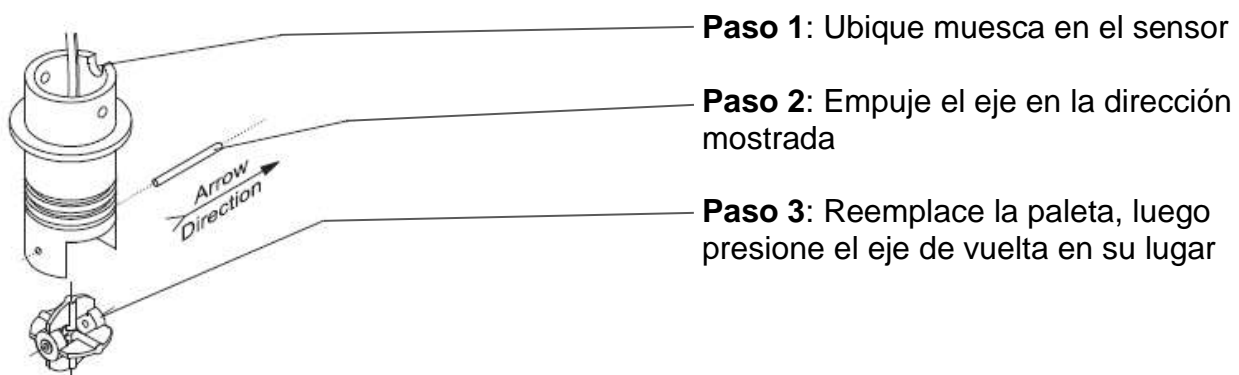 Paso 1: Ubique muesca en el sensor
Paso 2: Empuje el eje en la dirección
mostrada
Arrow
Direction
Paso 3: Reemplace la paleta, luego
presione el eje de vuelta en su lugar